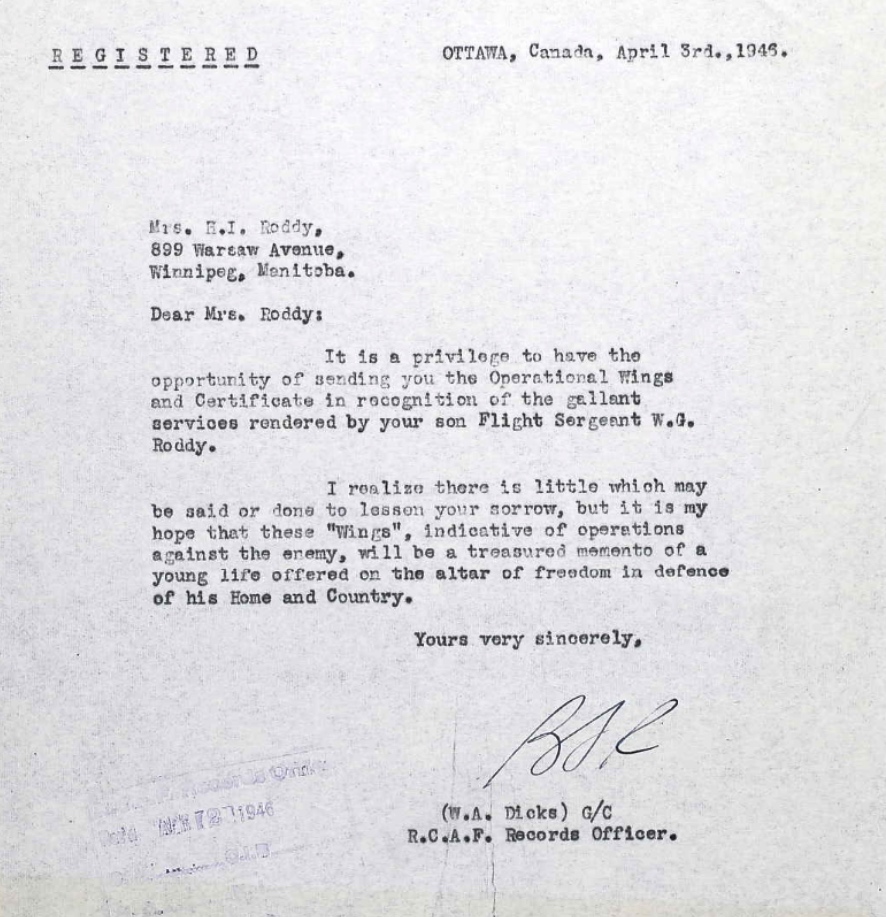 REGISTERED
OTTAWA, Canada, April 3rd.,1946.
Mrs. H.I. Roddy,
899 Warsaw Avenue,
Winnipeg, Manitoba.
Dear Mrs. Roddy:
It is a privilege to have the
opportunity of sending you the Operational Wings
and Certificate in recognition of the gallant
services rendered by your son Flight Sergeant W.G.
Roddy.
I realize there is little which may
be said or done to lessen your sorrow, but it is my
hope that these "Wings", indicative of operations
against the enemy, will be a treasured memento of a
young life offered on the altar of freedom in defence
of his Home and Country.
Yours very sincerely,
(W.A. Dicks) G/C
R.C.A.F. Records Officer.
1946